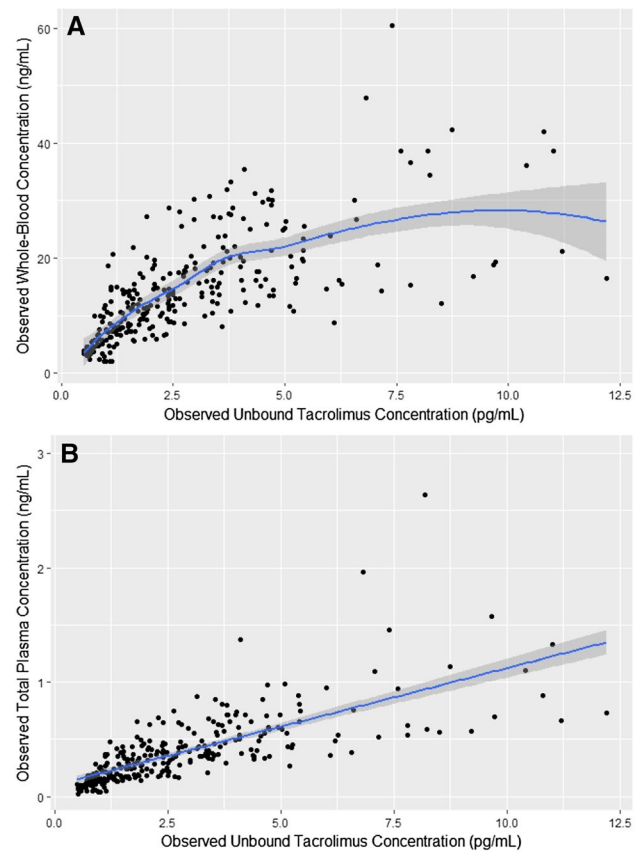 A
Observed Whole-Blood Concentration (ng/mL)
60
40
20
0
0.0 2.5 5.0 7.5 10.0 12.5
Observed Unbound Tacrolimus Concentration (pg/mL)
B
Observed Total Plasma Concentration (ng/mL)
3
2
1
0
0.0 2.5 5.0 7.5 10.0 12.5
Observed Unbound Tacrolimus Concentration (pg/mL)